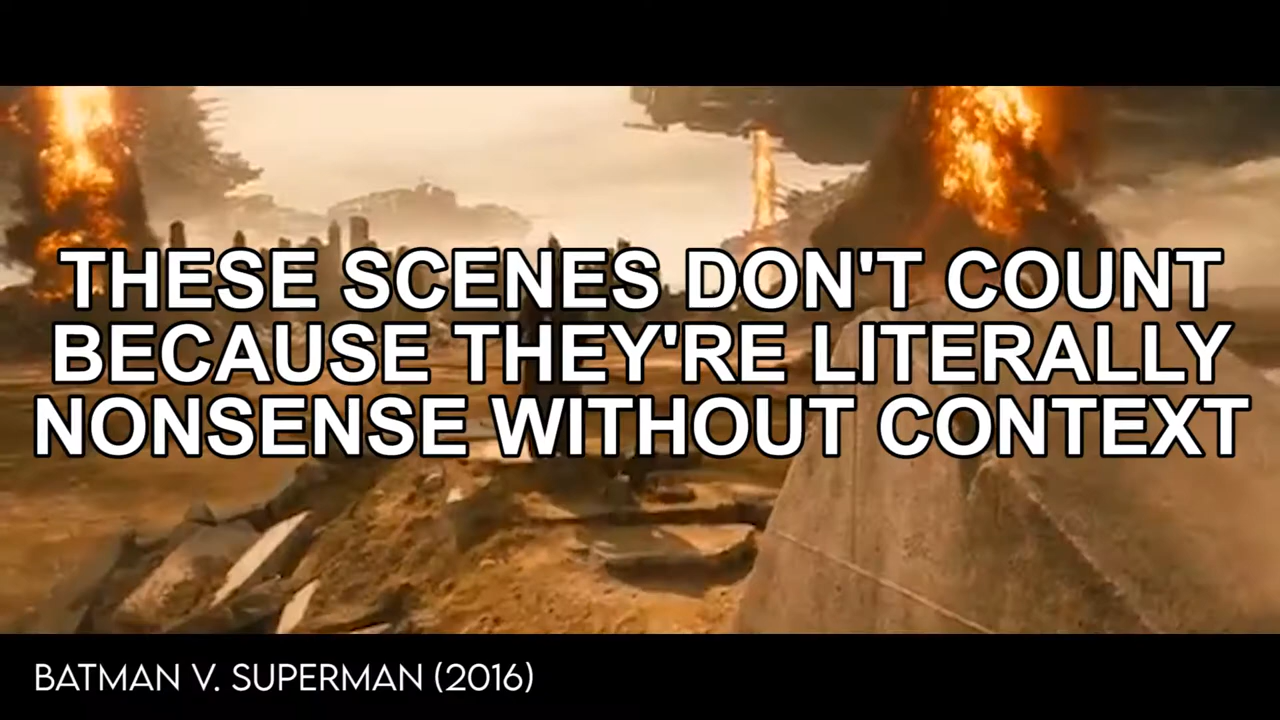 THESE SCENES DON'T COUNT
BECAUSE THEY'RE LITERALLY
NONSENSE WITHOUT CONTEXT
BATMAN V. SUPERMAN (2016)